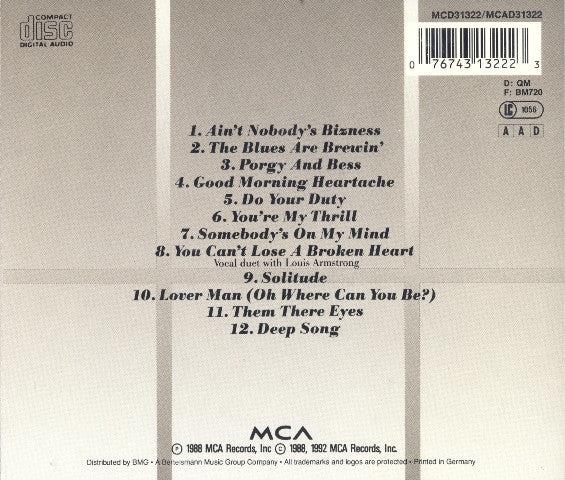 COMPACT
disc
DIGITAL AUDIO
MCD31322/MCAD31322
0 76743 13222 3
D: QM
F: BM720
LC 1056
A A D
1. Ain't Nobody's Bizness
2. The Blues Are Brewin'
3. Porgy And Bess
4. Good Morning Heartache
5. Do Your Duty
6. You're My Thrill
7. Somebody's On My Mind
8. You Can't Lose A Broken Heart
Vocal duet with Louis Armstrong
9. Solitude
10. Lover Man (Oh Where Can You Be?)
11. Them There Eyes
12. Deep Song
MCA
℗ 1988 MCA Records, Inc © 1988, 1992 MCA Records, Inc.
Distributed by BMG • A Bertelsmann Music Group Company • All trademarks and logos are protected • Printed in Germany